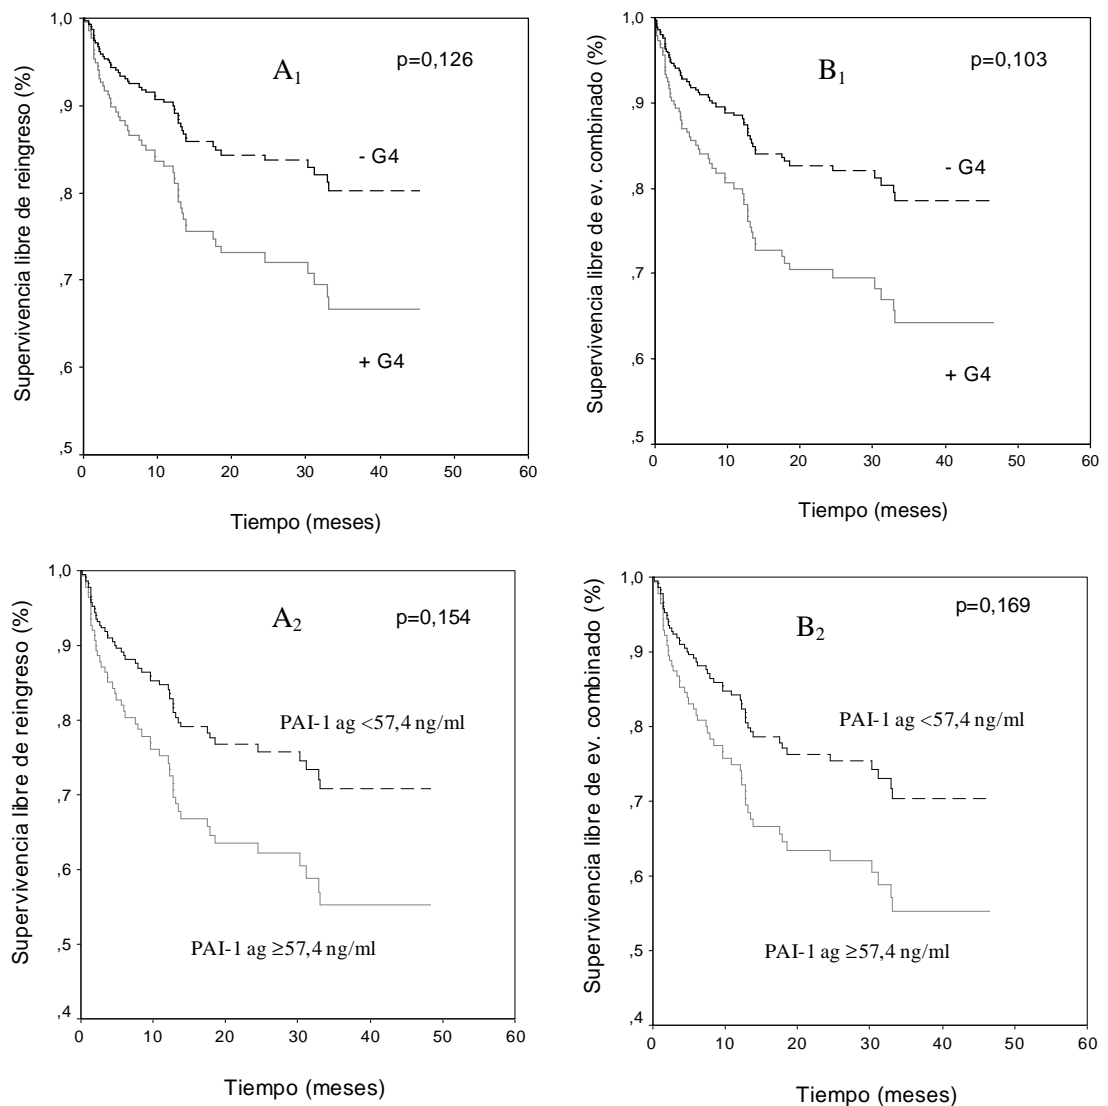 Supervivencia libre de reingreso (%)
1,0
,9
,8
,7
,6
,5
A1
p=0,126
- G4
+ G4
0 10 20 30 40 50 60
Tiempo (meses)
Supervivencia libre de ev. combinado (%)
1,0
,9
,8
,7
,6
,5
B1
p=0,103
- G4
+ G4
0 10 20 30 40 50 60
Tiempo (meses)
Supervivencia libre de reingreso (%)
1,0
,9
,8
,7
,6
,5
,4
A2
p=0,154
PAI-1 ag <57,4 ng/ml
PAI-1 ag ≥57,4 ng/ml
0 10 20 30 40 50 60
Tiempo (meses)
Supervivencia libre de ev. combinado (%)
1,0
,9
,8
,7
,6
,5
,4
B2
p=0,169
PAI-1 ag <57,4 ng/ml
PAI-1 ag ≥57,4 ng/ml
0 10 20 30 40 50 60
Tiempo (meses)